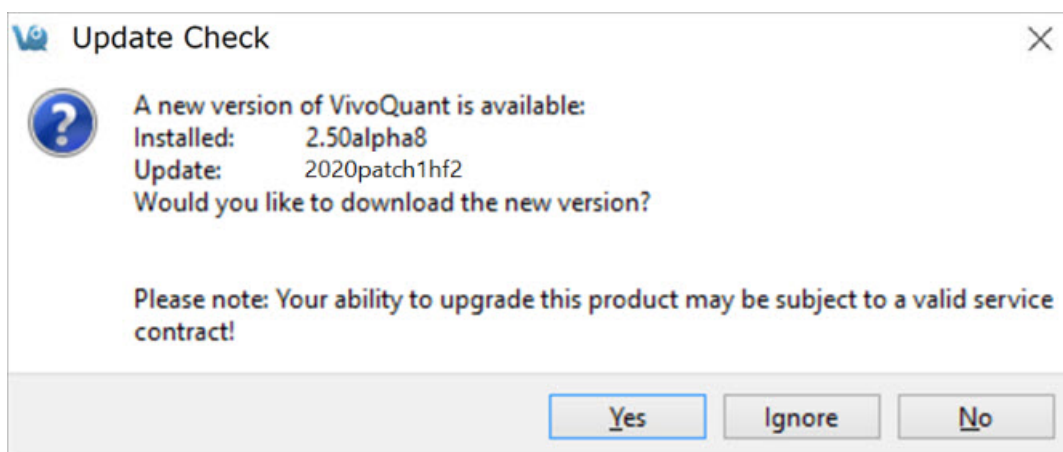 Update Check
A new version of VivoQuant is available:
Installed: 2.50alpha8
Update: 2020patch1hf2
Would you like to download the new version?
Please note: Your ability to upgrade this product may be subject to a valid service
contract!
Yes Ignore No